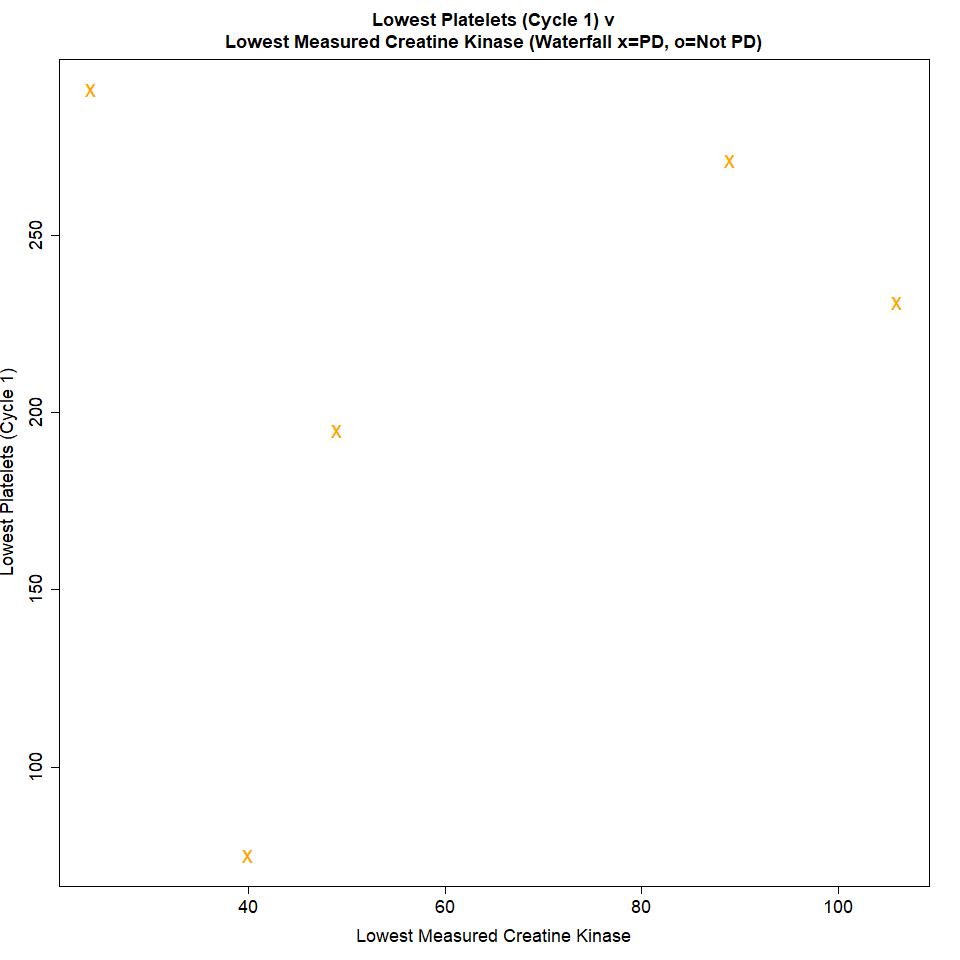 Lowest Platelets (Cycle 1) v
Lowest Measured Creatine Kinase (Waterfall x=PD, o=Not PD)
Lowest Platelets (Cycle 1)
250
200
150
100
X
X
X
X
X
40 60 80 100
Lowest Measured Creatine Kinase